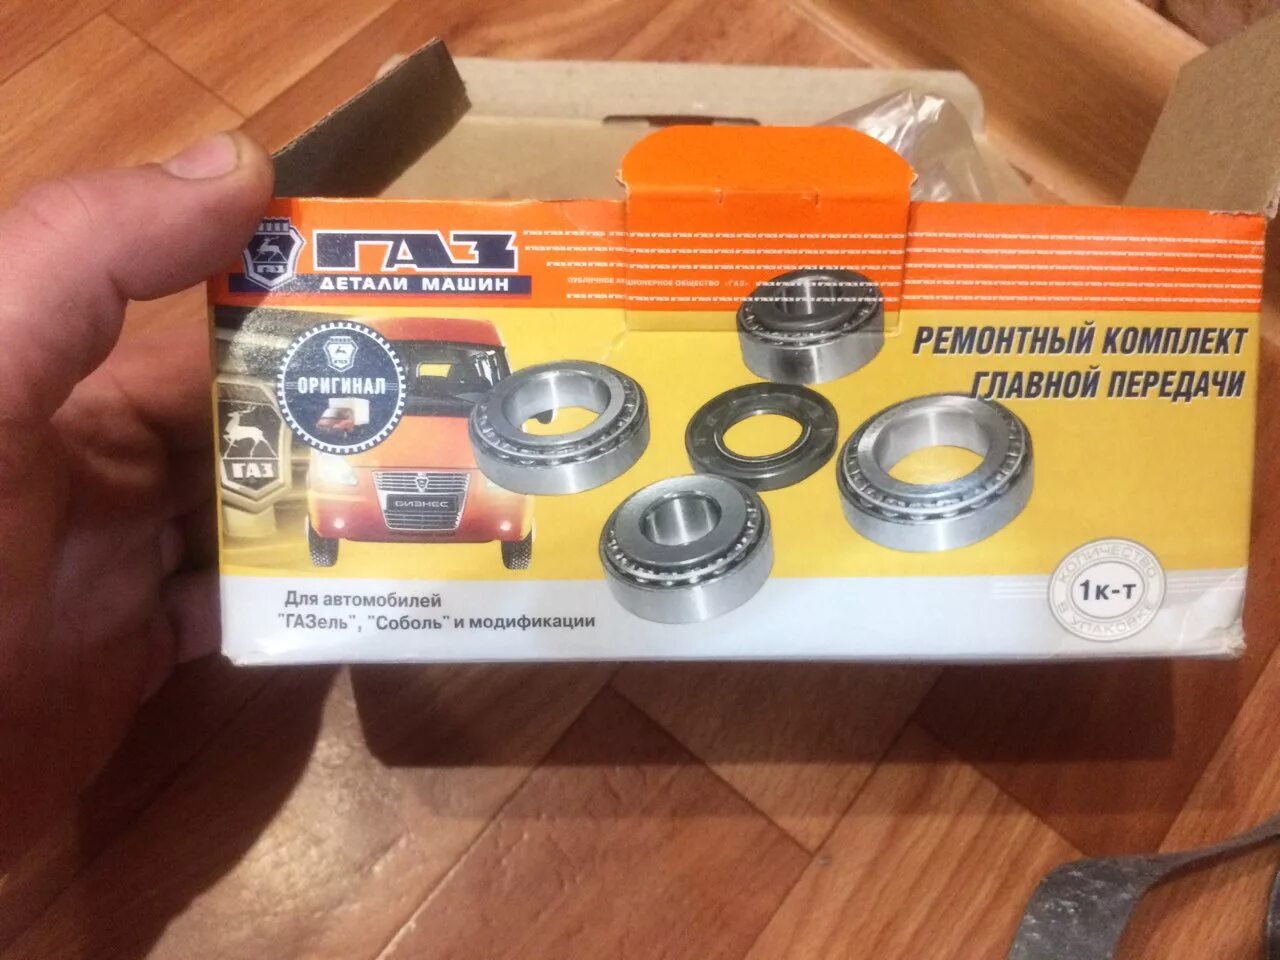 ГАЗ
ДЕТАЛИ МАШИН
ПУБЛИЧНОЕ АКЦИОНЕРНОЕ ОБЩЕСТВО «ГАЗ»
РЕМОНТНЫЙ КОМПЛЕКТ
ГЛАВНОЙ ПЕРЕДАЧИ
ГАЗ
ОРИГИНАЛ
ГАЗ
БИЗНЕС
Для автомобилей
"ГАЗель", "Соболь" и модификации
КОЛИЧЕСТВО
1к-т
В УПАКОВКЕ